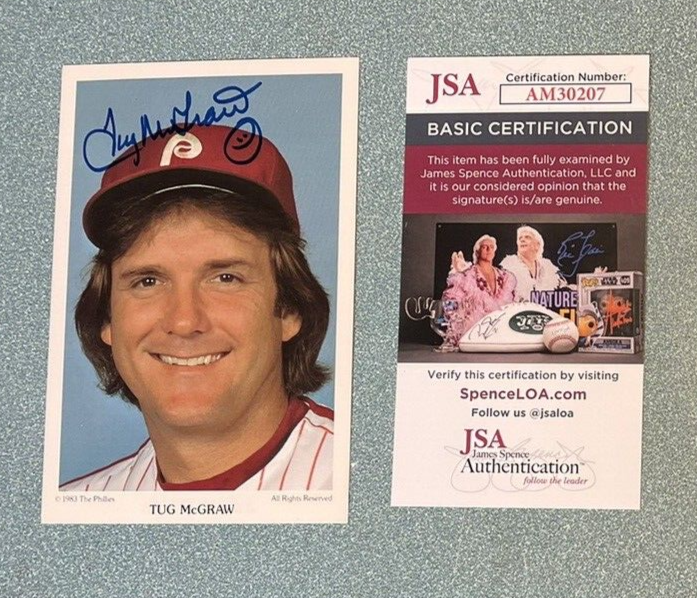 Tug McGraw
P
© 1983 The Phillies
All Rights Reserved
TUG McGRAW
JSA
Certification Number:
AM30207
BASIC CERTIFICATION
This item has been fully examined by
James Spence Authentication, LLC and
it is our considered opinion that the
signature(s) is/are genuine.
NATURE
JETS
Verify this certification by visiting
SpenceLOA.com
Follow us @jsaloa
JSA
James Spence
Authentication™
follow the leader